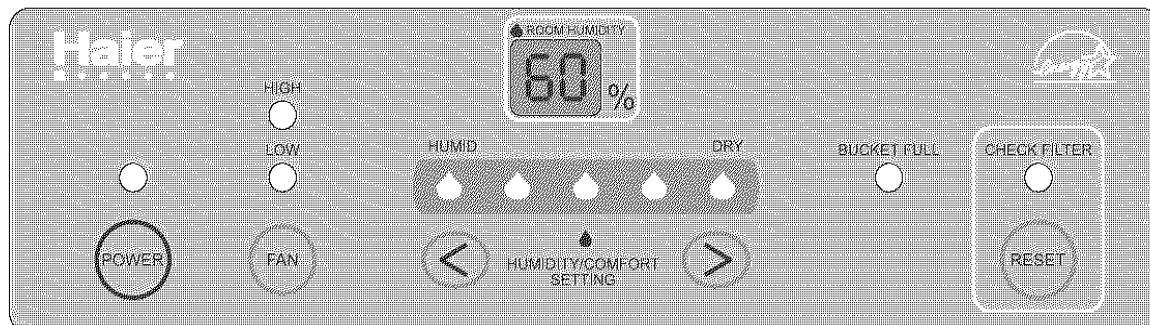 Haier
ROOM HUMIDITY
60 %
HIGH
LOW
HUMID
DRY
BUCKET FULL
CHECK FILTER
POWER
FAN
<
HUMIDITY/COMFORT
SETTING
>
RESET